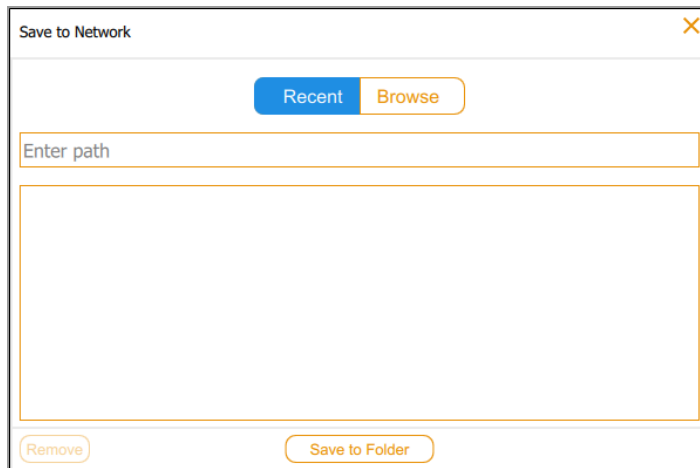 Save to Network
Recent
Browse
Enter path
Remove
Save to Folder